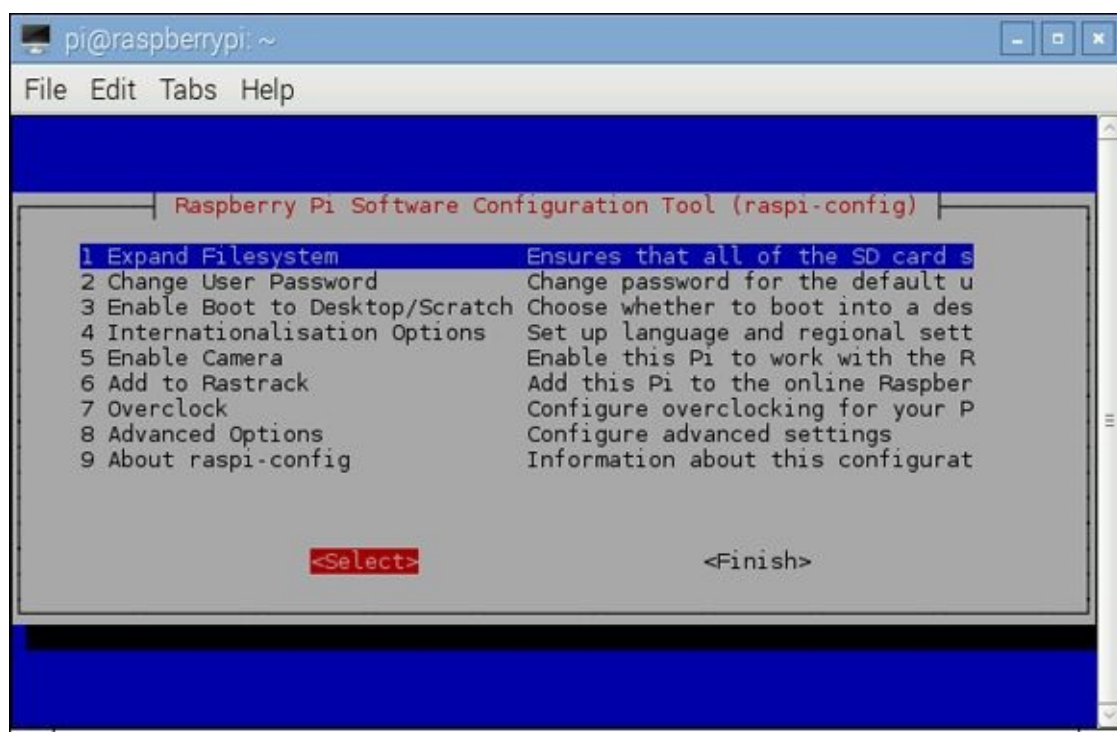 pi@raspberrypi: ~
File Edit Tabs Help
Raspberry Pi Software Configuration Tool (raspi-config)
1 Expand Filesystem Ensures that all of the SD card s
2 Change User Password Change password for the default u
3 Enable Boot to Desktop/Scratch Choose whether to boot into a des
4 Internationalisation Options Set up language and regional sett
5 Enable Camera Enable this Pi to work with the R
6 Add to Rastrack Add this Pi to the online Raspber
7 Overclock Configure overclocking for your P
8 Advanced Options Configure advanced settings
9 About raspi-config Information about this configurat
<Select> <Finish>